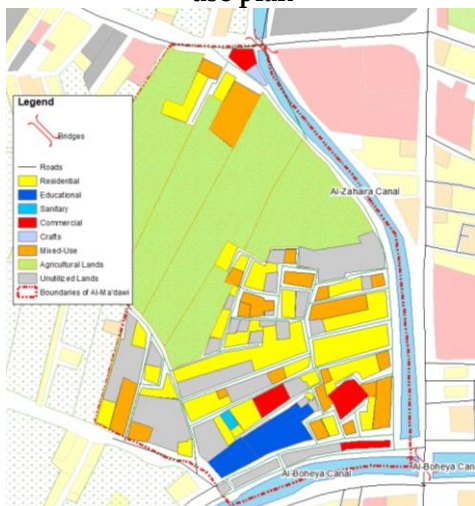 use plan
Legend
Bridges
Roads
Residential
Educational
Sanitary
Commercial
Crafts
Mixed-Use
Agricultural Lands
Unutilized Lands
Boundaries of Al-Ma'dawi
Al-Zahaira Canal
Al-Boheya Canal
Al-Boheya Can